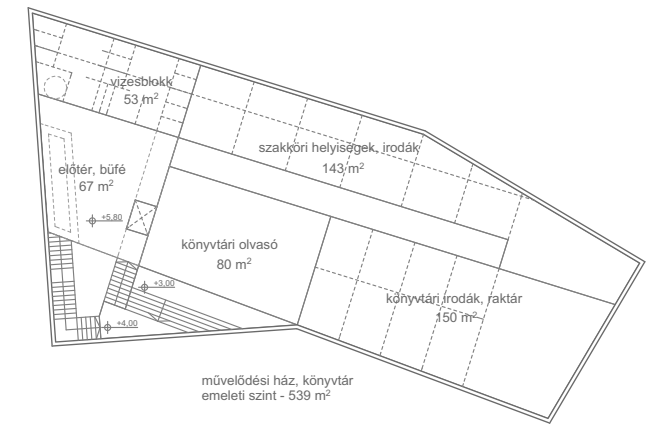 vizesblokk
53 m²
szakköri helyiségek, irodák
143 m²
előtér, büfé
67 m²
+5,80
könyvtári olvasó
80 m²
+3,00
könyvtári irodák, raktár
150 m²
+4,00
művelődési ház, könyvtár
emeleti szint - 539 m²